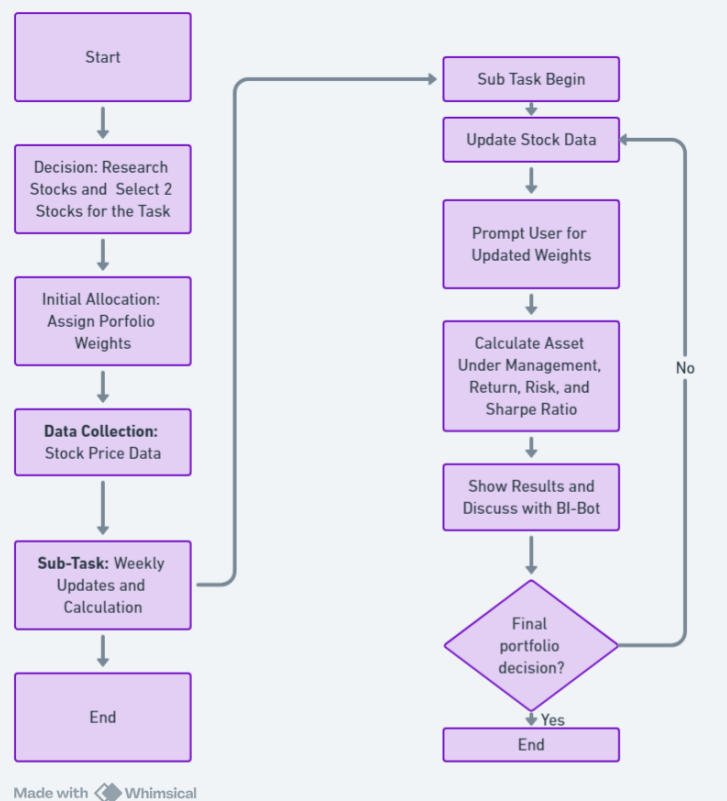 Start
Decision: Research
Stocks and Select 2
Stocks for the Task
Initial Allocation:
Assign Porfolio
Weights
Data Collection:
Stock Price Data
Sub-Task: Weekly
Updates and
Calculation
End
Sub Task Begin
Update Stock Data
Prompt User for
Updated Weights
Calculate Asset
Under Management,
Return, Risk, and
Sharpe Ratio
Show Results and
Discuss with BI-Bot
Final
portfolio
decision?
No
Yes
End
Made with Whimsical